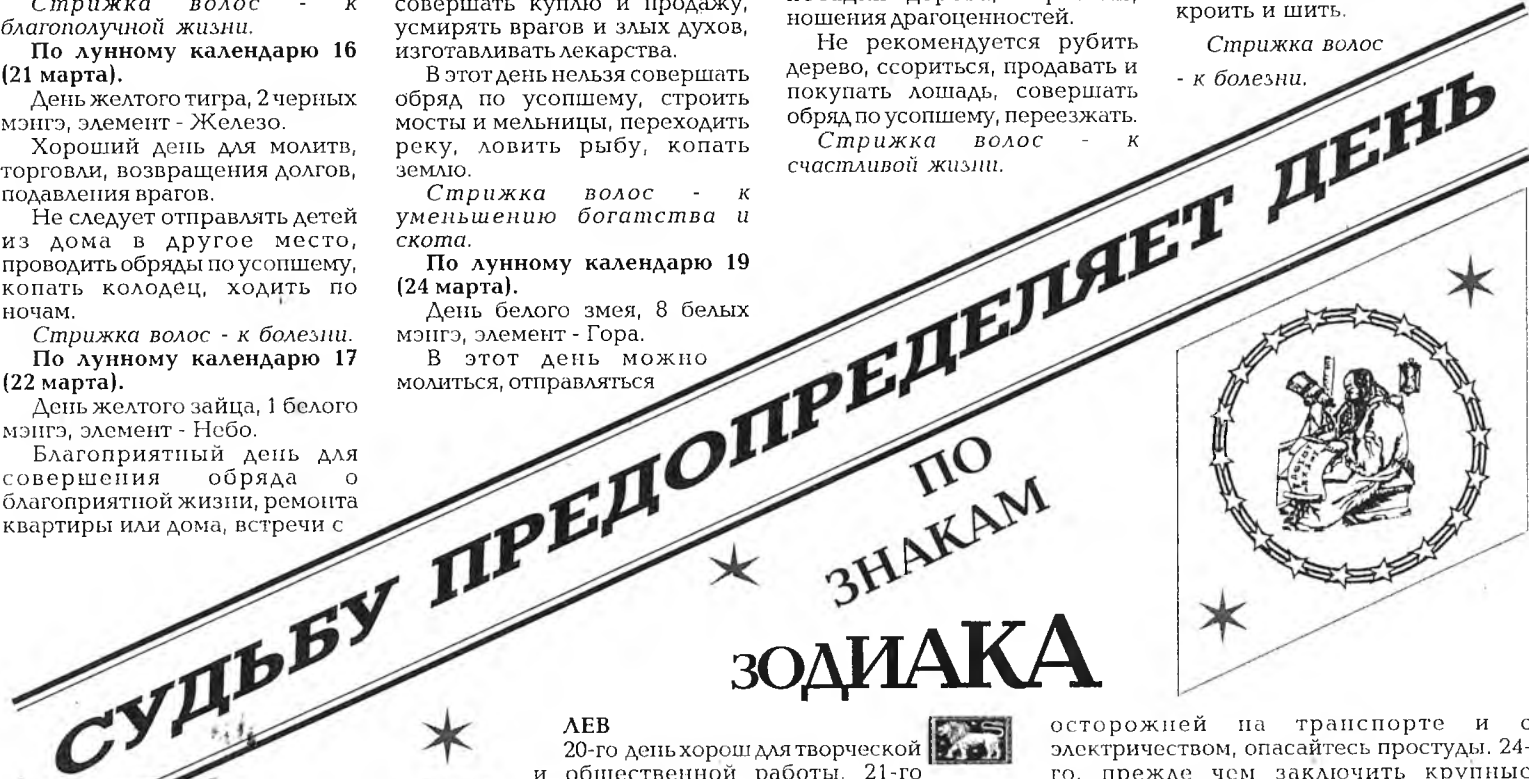 Стрижка волос - к
благополучной жизни.
По лунному календарю 16
(21 марта).
День желтого тигра, 2 черных
мэнгэ, элемент - Железо.
Хороший день для молитв,
торговли, возвращения долгов,
подавления врагов.
Не следует отправлять детей
из дома в другое место,
проводить обряды по усопшему,
копать колодец, ходить по
ночам.
Стрижка волос - к болезни.
По лунному календарю 17
(22 марта).
День желтого зайца, 1 белого
мэнгэ, элемент - Небо.
Благоприятный день для
совершения обряда о
благоприятной жизни, ремонта
квартиры или дома, встречи с
совершать куплю и продажу,
усмирять врагов и злых духов,
изготавливать лекарства.
В этот день нельзя совершать
обряд по усопшему, строить
мосты и мельницы, переходить
реку, ловить рыбу, копать
землю.
Стрижка волос - к
уменьшению богатства и
скота.
По лунному календарю 19
(24 марта).
День белого змея, 8 белых
мэнгэ, элемент - Гора.
В этот день можно
молиться, отправляться
ношения драгоценностей.
Не рекомендуется рубить
дерево, ссориться, продавать и
покупать лошадь, совершать
обряд по усопшему, переезжать.
Стрижка волос - к
счастливой жизни.
кроить и шить.
Стрижка волос
- к болезни.
СУДЬБУ ПРЕДОПРЕДЕЛЯЕТ ДЕНЬ
ПО
ЗНАКАМ
ЗОДИАКА
ЛЕВ
20-го день хорош для творческой
и общественной работы. 21-го
осторожней на транспорте и с
электричеством, опасайтесь простуды. 24-
го, прежде чем заключить крупные